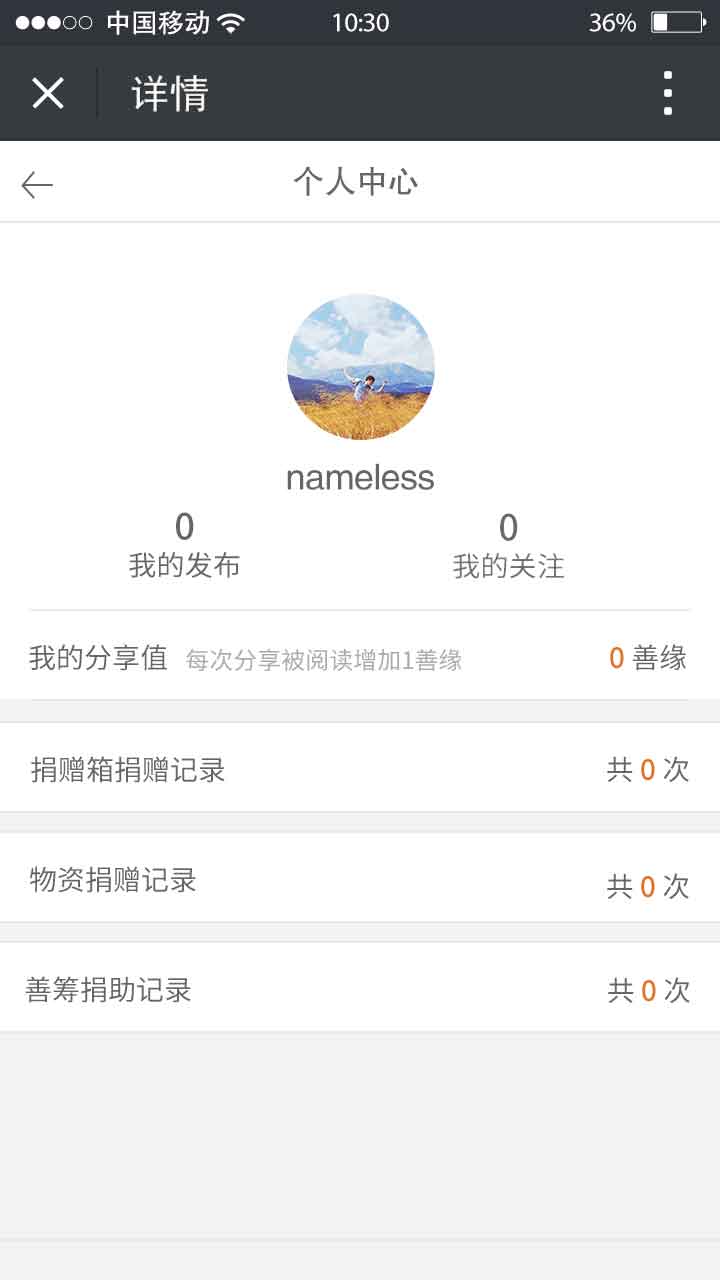 中国移动 10:30 36%
详情
个人中心
nameless
0 0
我的发布 我的关注
我的分享值 每次分享被阅读增加1善缘 0 善缘
捐赠箱捐赠记录 共 0 次
物资捐赠记录 共 0 次
善筹捐助记录 共 0 次